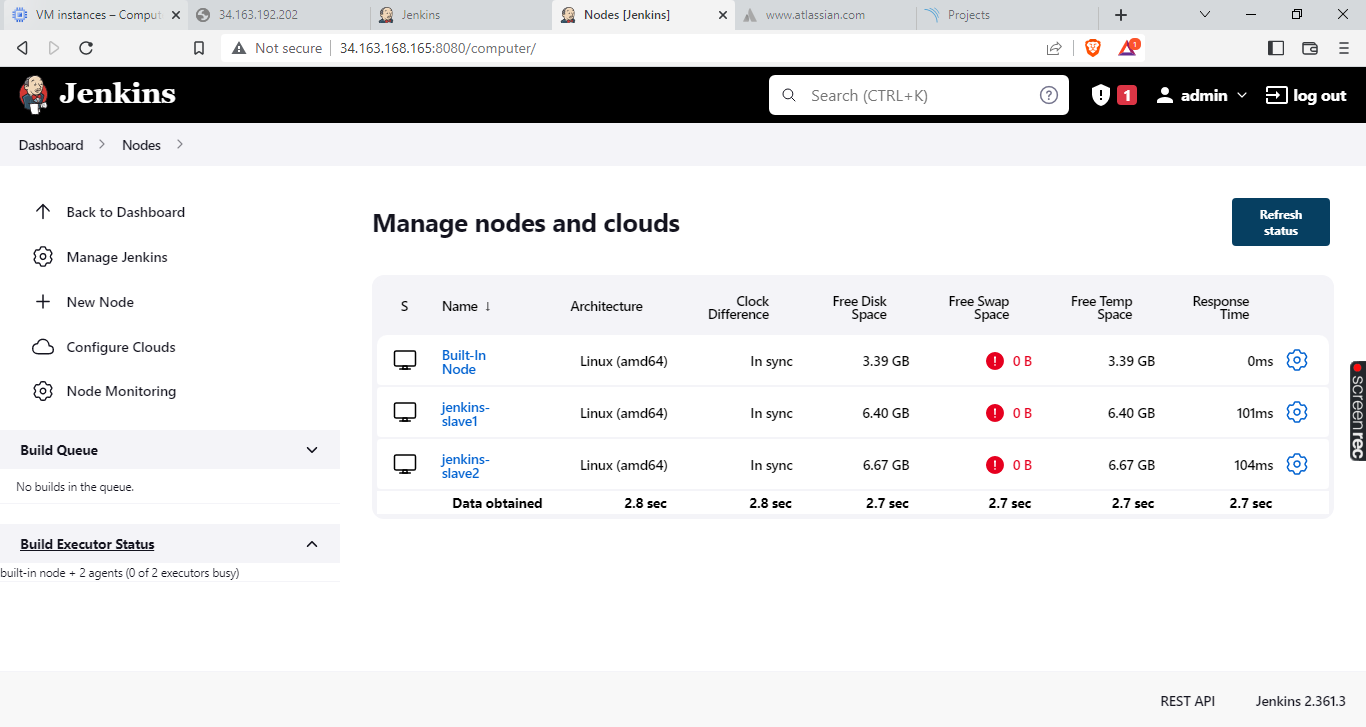 VM instances – Comput
34.163.192.202
Jenkins
Nodes [Jenkins]
www.atlassian.com
Projects
Not secure
34.163.168.165:8080/computer/
1
Jenkins
Search (CTRL+K)
1
admin
log out
Dashboard
Nodes
Back to Dashboard
Manage Jenkins
New Node
Configure Clouds
Node Monitoring
Build Queue
No builds in the queue.
Build Executor Status
built-in node + 2 agents (0 of 2 executors busy)
Manage nodes and clouds
Refresh
status
S Name ↓ Architecture Clock Difference Free Disk Space Free Swap Space Free Temp Space Response Time
Built-In Node Linux (amd64) In sync 3.39 GB 0 B 3.39 GB 0ms
jenkins-slave1 Linux (amd64) In sync 6.40 GB 0 B 6.40 GB 101ms
jenkins-slave2 Linux (amd64) In sync 6.67 GB 0 B 6.67 GB 104ms
Data obtained 2.8 sec 2.8 sec 2.7 sec 2.7 sec 2.7 sec 2.7 sec
screenrec
REST API
Jenkins 2.361.3